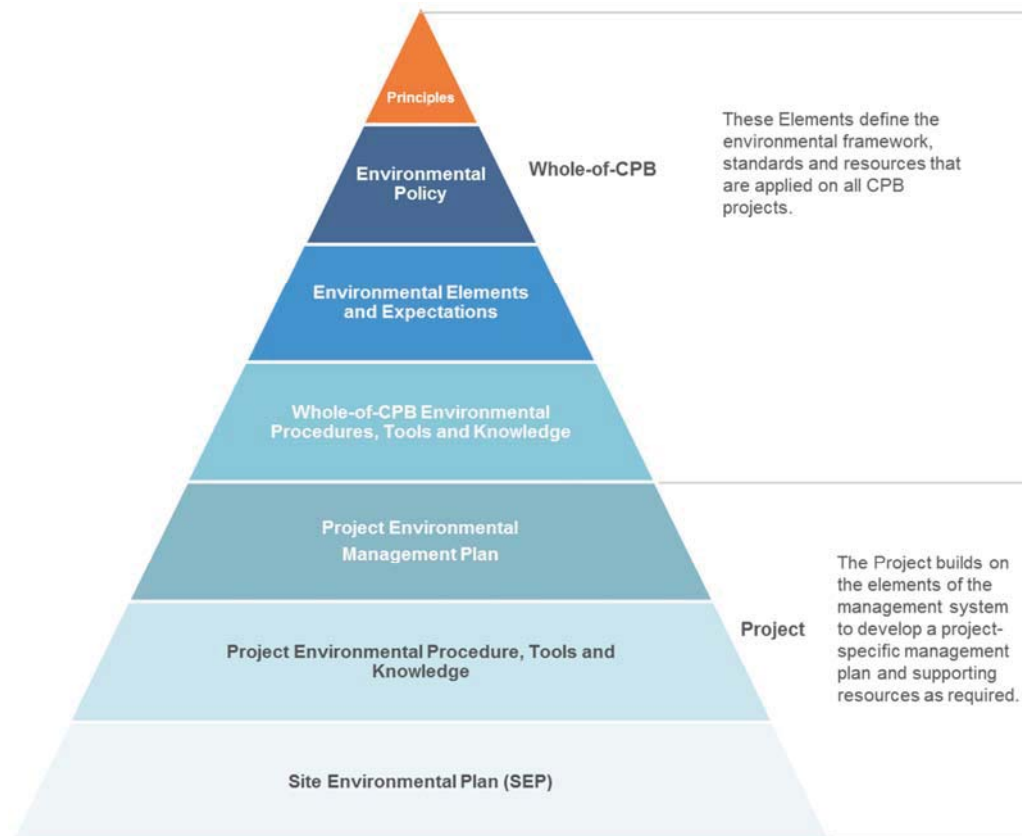 Principles
Environmental
Policy
Whole-of-CPB
These Elements define the
environmental framework,
standards and resources that
are applied on all CPB
projects.
Environmental Elements
and Expectations
Whole-of-CPB Environmental
Procedures, Tools and Knowledge
Project Environmental
Management Plan
Project Environmental Procedure, Tools and
Knowledge
Project
The Project builds on
the elements of the
management system
to develop a project-
specific management
plan and supporting
resources as required.
Site Environmental Plan (SEP)